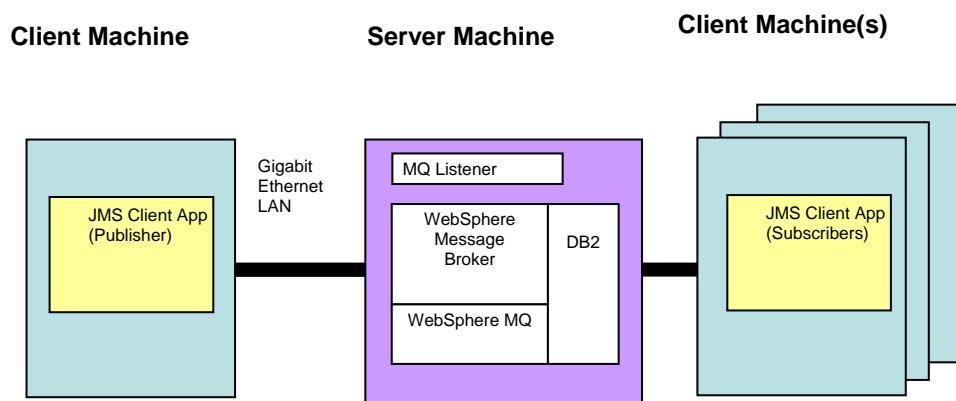 Client Machine
Server Machine
Client Machine(s)
Gigabit
Ethernet
LAN
JMS Client App
(Publisher)
MQ Listener
WebSphere
Message
Broker
DB2
WebSphere MQ
JMS Client App
(Subscribers)